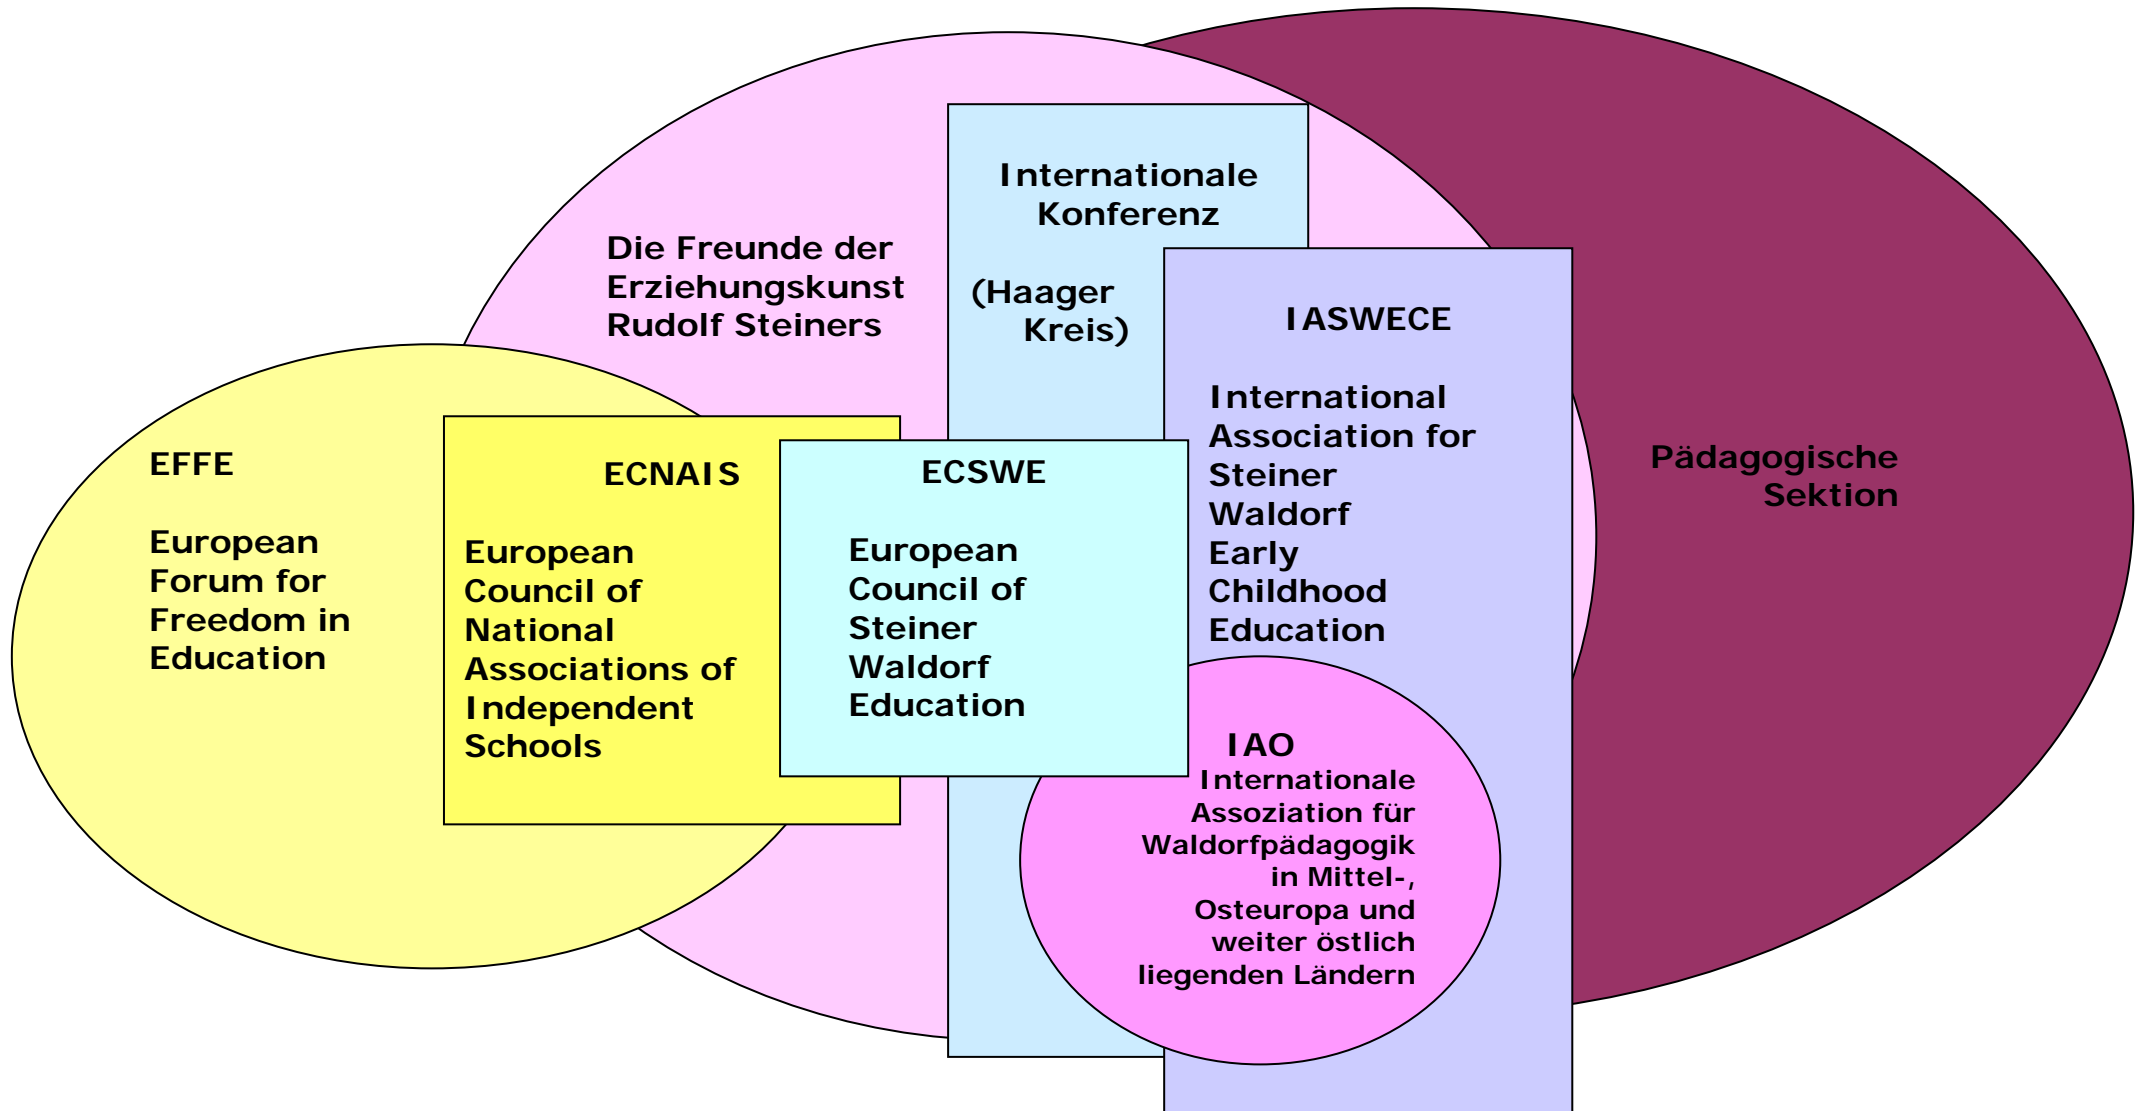 Internationale
Konferenz
(Haager
Kreis)
Die Freunde der
Erziehungskunst
Rudolf Steiners
IASWECE
International
Association for
Steiner
Waldorf
Early
Childhood
Education
EFFE
European
Forum for
Freedom in
Education
ECNAIS
European
Council of
National
Associations of
Independent
Schools
ECSWE
European
Council of
Steiner
Waldorf
Education
Pädagogische
Sektion
IAO
Internationale
Assoziation für
Waldorfpädagogik
in Mittel-,
Osteuropa und
weiter östlich
liegenden Ländern